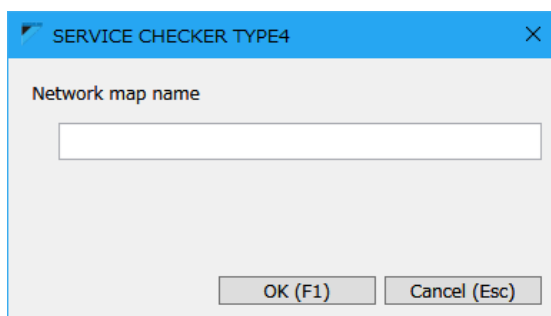 SERVICE CHECKER TYPE4
Network map name
OK (F1) Cancel (Esc)